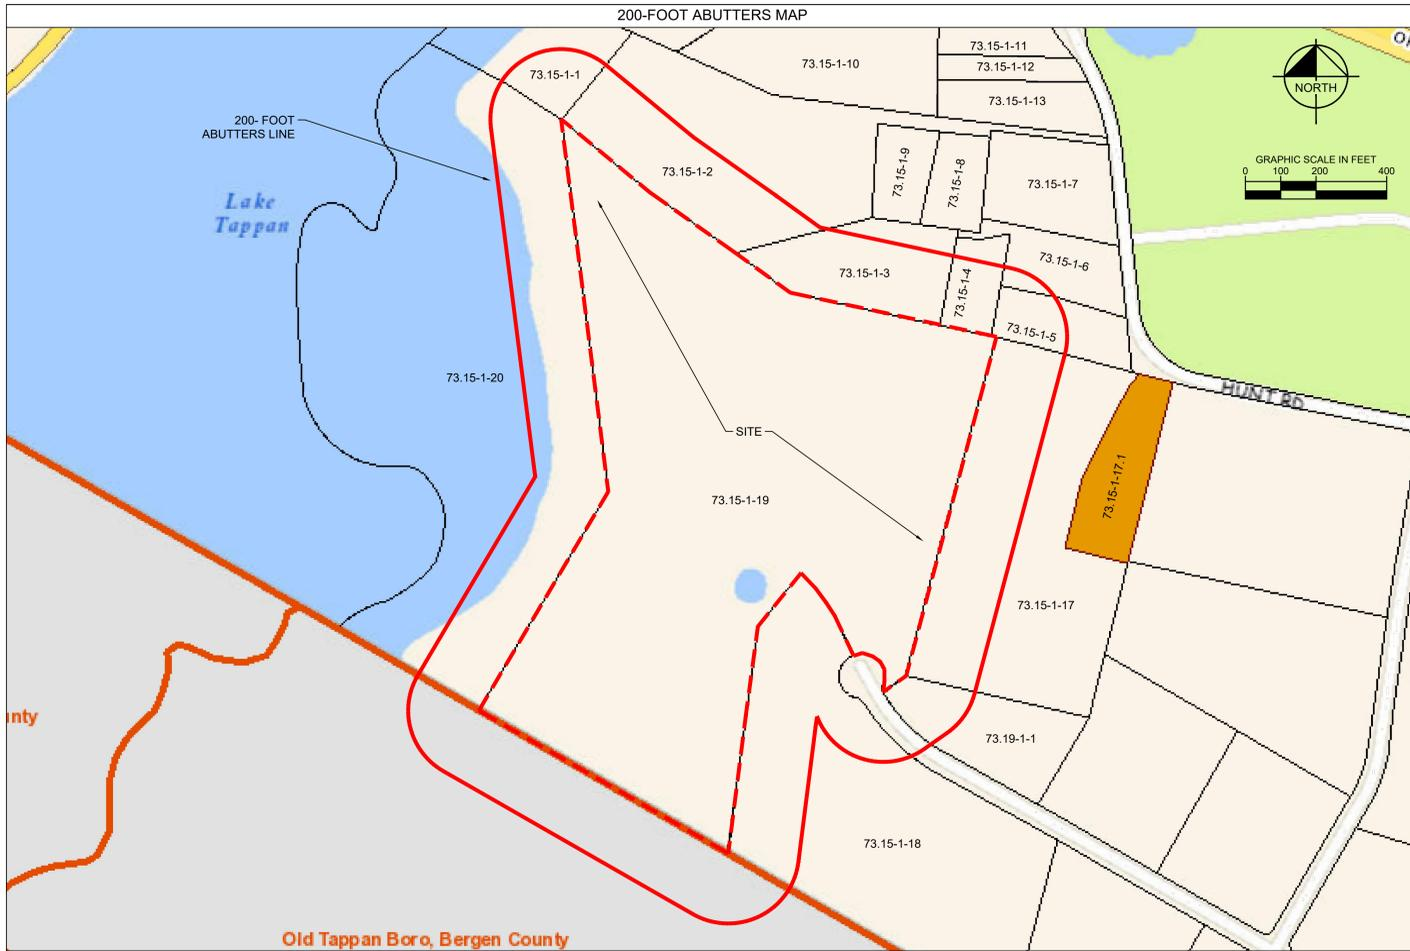 200-FOOT ABUTTERS MAP
73.15-1-11
73.15-1-12
73.15-1-13
73.15-1-10
73.15-1-1
NORTH
200- FOOT
ABUTTERS LINE
GRAPHIC SCALE IN FEET
0 100 200 400
73.15-1-2
73.15-1-9
73.15-1-8
73.15-1-7
Lake
Tappan
73.15-1-3
73.15-1-4
73.15-1-6
73.15-1-5
73.15-1-20
HUNT RD
SITE
73.15-1-17.1
73.15-1-19
73.15-1-17
unty
73.19-1-1
73.15-1-18
Old Tappan Boro, Bergen County